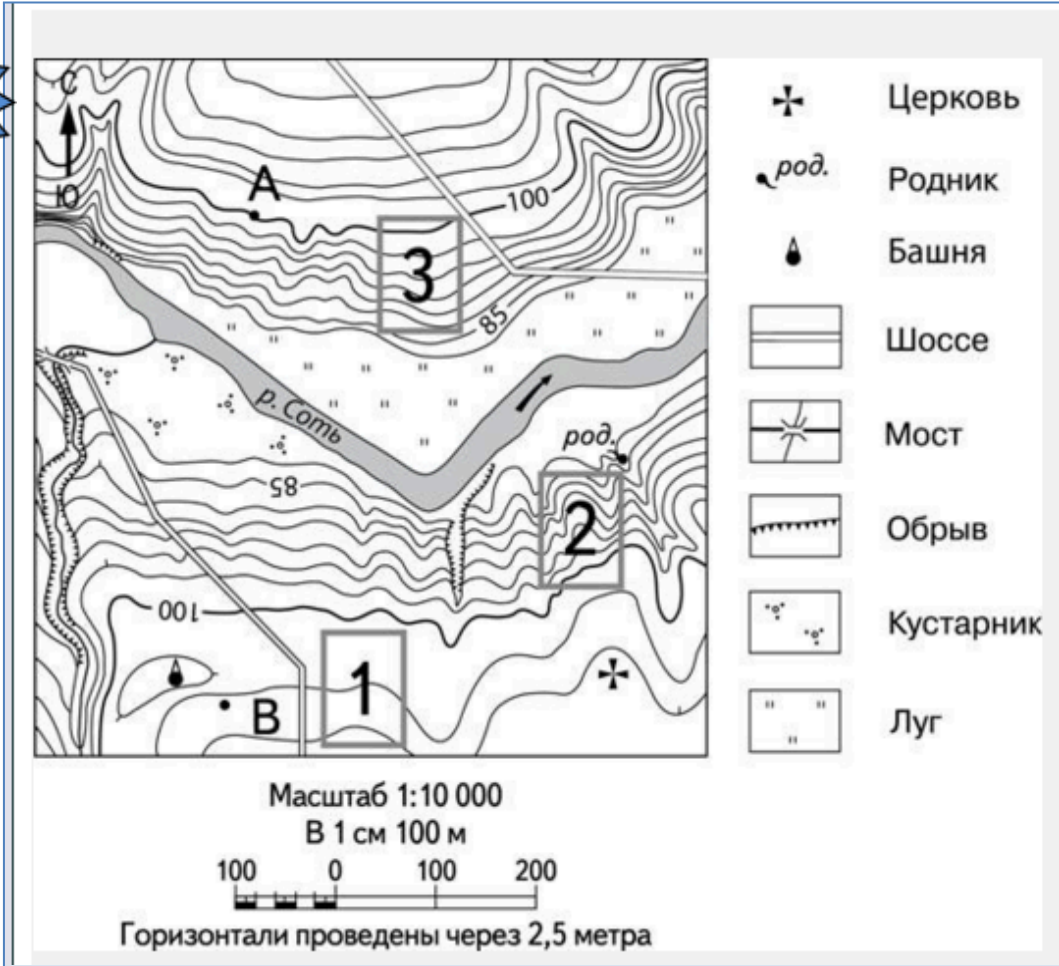 С
Ю
А
100
3
85
р. Соть
род.
85
2
100
1
В
Церковь
род.
Родник
Башня
Шоссе
Мост
Обрыв
Кустарник
Луг
Масштаб 1:10 000
В 1 см 100 м
100 0 100 200
Горизонтали проведены через 2,5 метра